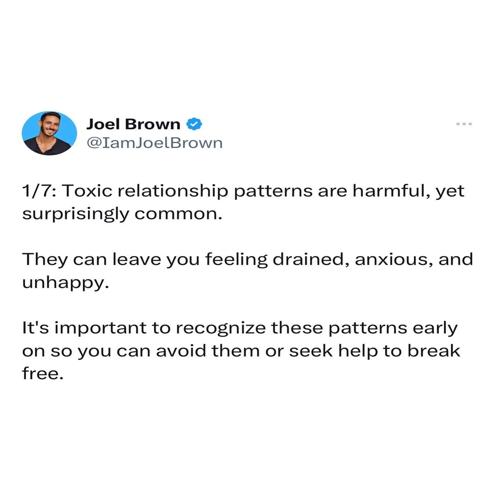 Joel Brown
@IamJoelBrown
1/7: Toxic relationship patterns are harmful, yet
surprisingly common.
They can leave you feeling drained, anxious, and
unhappy.
It's important to recognize these patterns early
on so you can avoid them or seek help to break
free.